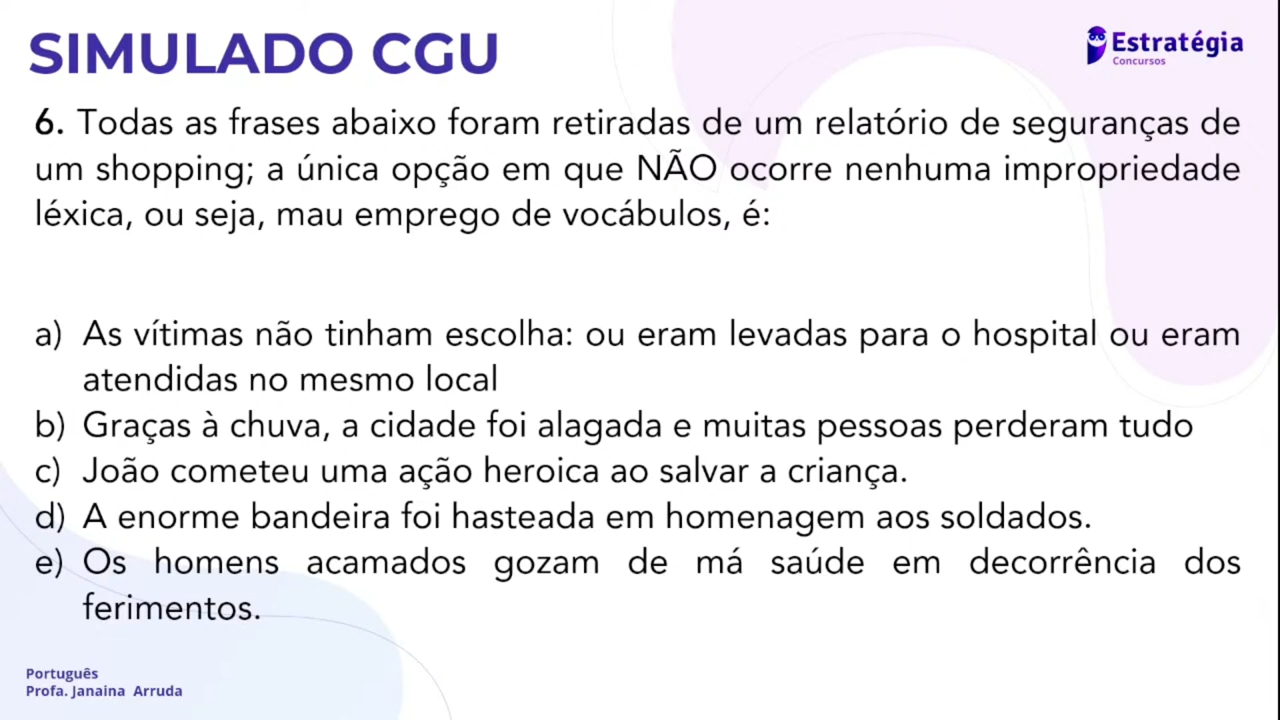 SIMULADO CGU
Estratégia
Concursos
6. Todas as frases abaixo foram retiradas de um relatório de seguranças de
um shopping; a única opção em que NÃO ocorre nenhuma impropriedade
léxica, ou seja, mau emprego de vocábulos, é:
a) As vítimas não tinham escolha: ou eram levadas para o hospital ou eram
atendidas no mesmo local
b) Graças à chuva, a cidade foi alagada e muitas pessoas perderam tudo
c) João cometeu uma ação heroica ao salvar a criança.
d) A enorme bandeira foi hasteada em homenagem aos soldados.
e) Os homens acamados gozam de má saúde em decorrência dos
ferimentos.
Português
Profa. Janaina Arruda